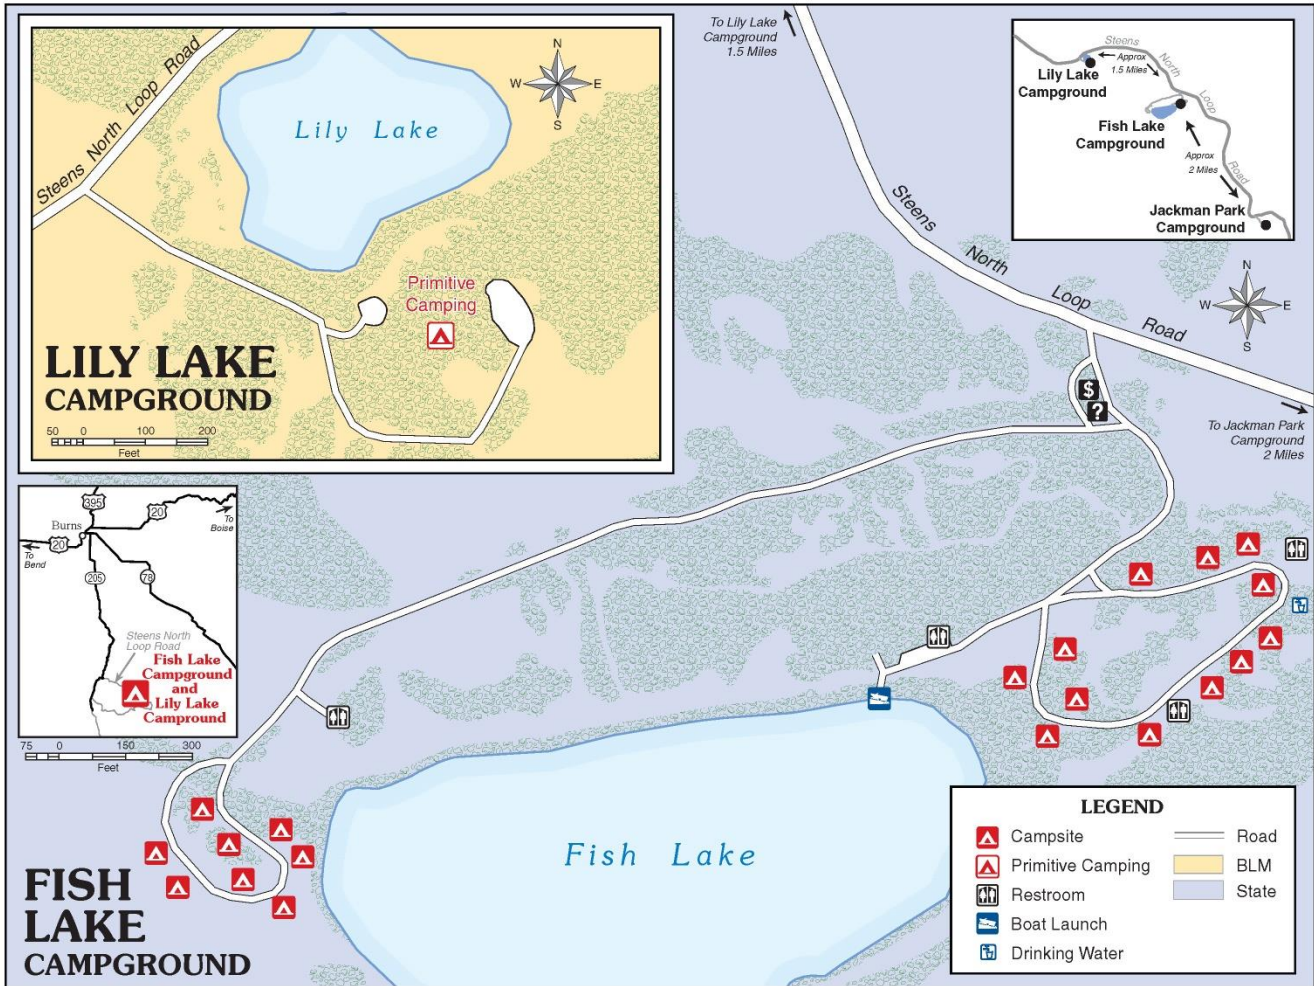 To Lily Lake
Campground
1.5 Miles
Steens North Loop Road
Lily Lake
N
W
E
S
Primitive
Camping
LILY LAKE
CAMPGROUND
50 0 100 200
Feet
Steens
North
Loop
Road
Approx
1.5 Miles
Lily Lake
Campground
Fish Lake
Campground
Approx
2 Miles
Jackman Park
Campground
N
W
E
S
Steens
North
Loop
Road
$
?
To Jackman Park
Campground
2 Miles
395
20
To
Boise
Burns
20
To
Bend
205
78
Steens North
Loop Road
Fish Lake
Campground
and
Lily Lake
Campround
75 0 150 300
Feet
Fish Lake
FISH
LAKE
CAMPGROUND
LEGEND
Campsite
Primitive Camping
Restroom
Boat Launch
Drinking Water
Road
BLM
State